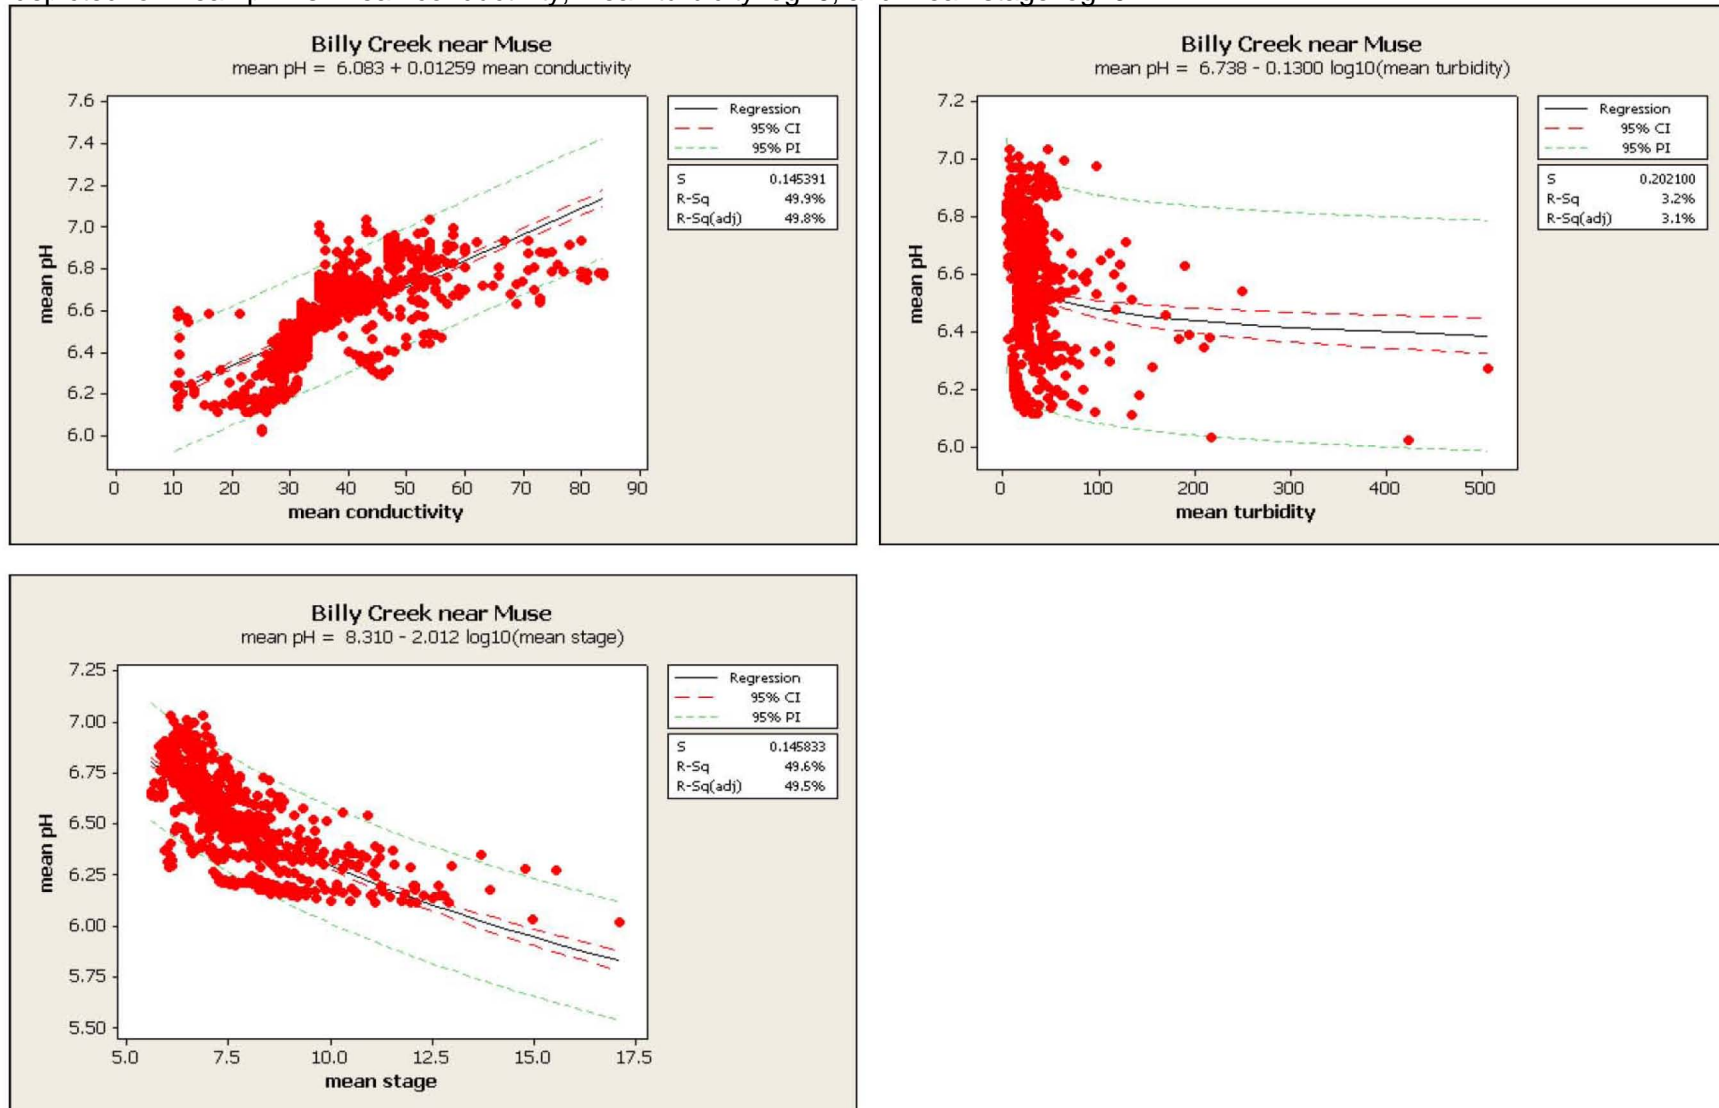 Billy Creek near Muse
mean pH = 6.083 + 0.01259 mean conductivity
7.6
7.4
7.2
7.0
6.8
6.6
6.4
6.2
6.0
mean pH
0 10 20 30 40 50 60 70 80 90
mean conductivity
Regression
95% CI
95% PI
S 0.145391
R-Sq 49.9%
R-Sq(adj) 49.8%
Billy Creek near Muse
mean pH = 6.738 - 0.1300 log10(mean turbidity)
7.2
7.0
6.8
6.6
6.4
6.2
6.0
mean pH
0 100 200 300 400 500
mean turbidity
Regression
95% CI
95% PI
S 0.202100
R-Sq 3.2%
R-Sq(adj) 3.1%
Billy Creek near Muse
mean pH = 8.310 - 2.012 log10(mean stage)
7.25
7.00
6.75
6.50
6.25
6.00
5.75
5.50
mean pH
5.0 7.5 10.0 12.5 15.0 17.5
mean stage
Regression
95% CI
95% PI
S 0.145833
R-Sq 49.6%
R-Sq(adj) 49.5%